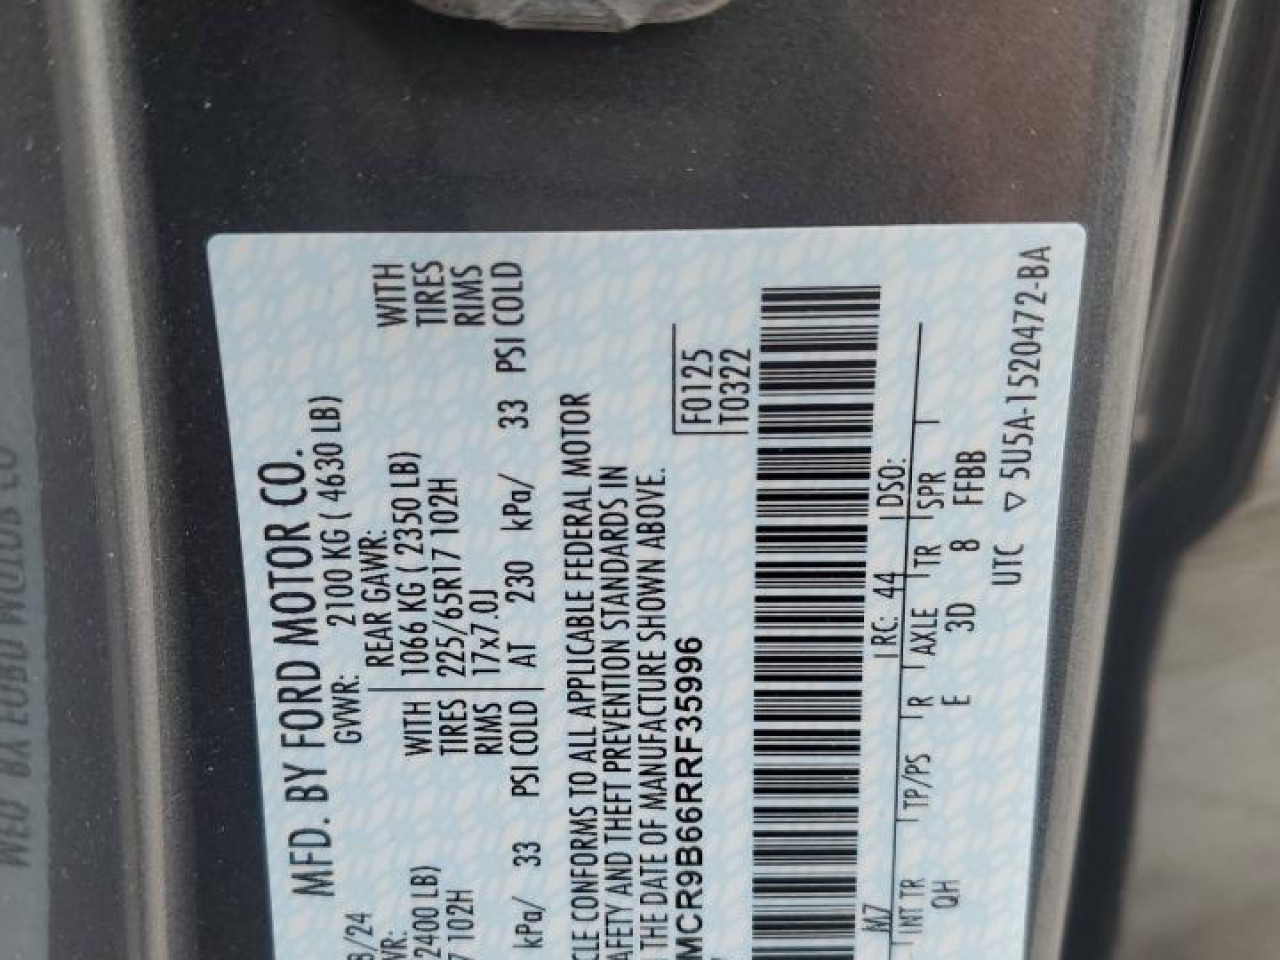 MFD. BY FORD MOTOR CO.
GVWR: 2100 KG ( 4630 LB)
/24
REAR GAWR:
2400 LB)
WITH 1066 KG ( 2350 LB) WITH
102H TIRES 225/65R17 102H TIRES
RIMS 17x7.0J RIMS
kPa/ 33 PSI COLD AT 230 kPa/ 33 PSI COLD
CLE CONFORMS TO ALL APPLICABLE FEDERAL MOTOR
AFETY AND THEFT PREVENTION STANDARDS IN
THE DATE OF MANUFACTURE SHOWN ABOVE.
F0125
T0322
MCR9B66RRF35996
M7 RC: 44 DSO:
INT TR TP/PS R AXLE TR SPR
QH E 3D 8 FFBB
UTC ▽ 5U5A-1520472-BA